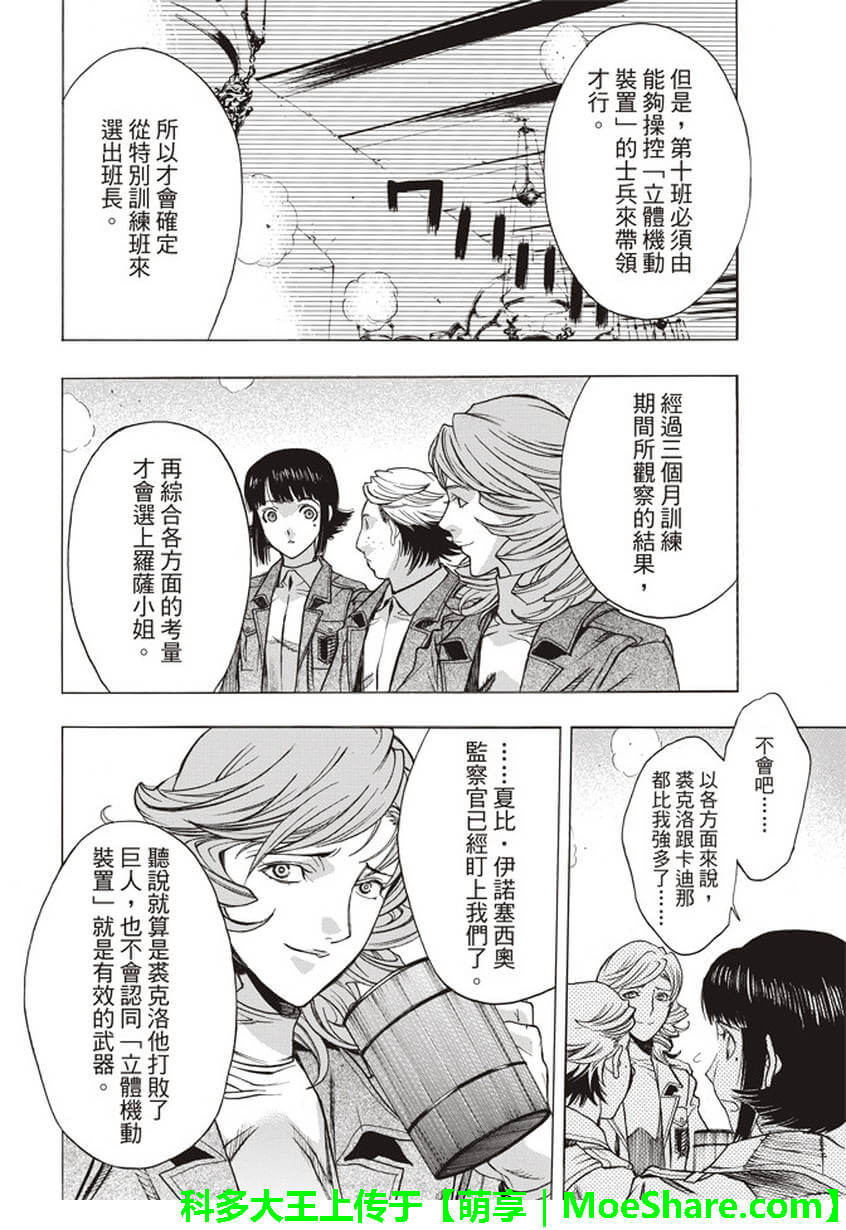 但是，第十班必須由
能夠操控「立體機動
裝置」的士兵來帶領
才行。
所以才會確定
從特別訓練班來
選出班長。
經過三個月訓練
期間所觀察的結果，
再綜合各方面的考量
才會選上羅薩小姐。
不會吧……
以各方面來說，
裘克洛跟卡迪那
都比我強多了……
……夏比・伊諾塞西奧
監察官已經盯上我們了。
聽說就算是裘克洛他打敗了
巨人，也不會認同「立體機動
裝置」就是有效的武器。
科多大王上传于【萌享｜MoeShare.com】